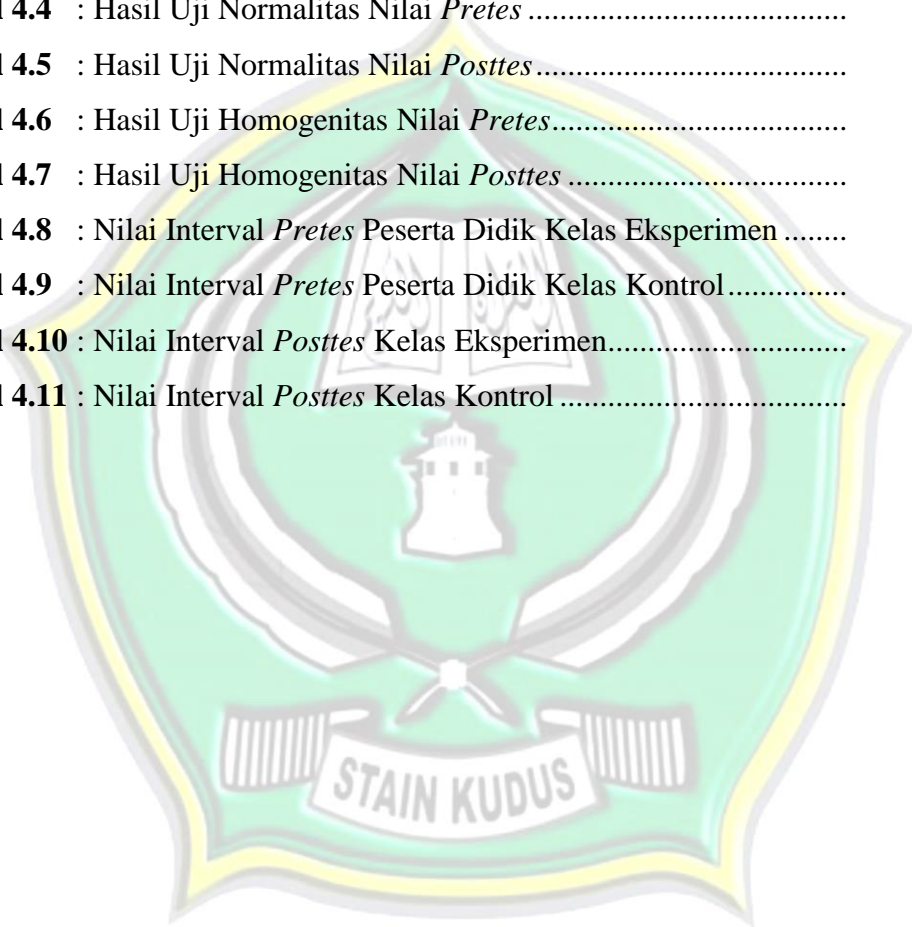 l 4.4 : Hasil Uji Normalitas Nilai Pretes ........................................
l 4.5 : Hasil Uji Normalitas Nilai Posttes.......................................
l 4.6 : Hasil Uji Homogenitas Nilai Pretes.....................................
l 4.7 : Hasil Uji Homogenitas Nilai Posttes ...................................
l 4.8 : Nilai Interval Pretes Peserta Didik Kelas Eksperimen ........
l 4.9 : Nilai Interval Pretes Peserta Didik Kelas Kontrol...............
l 4.10 : Nilai Interval Posttes Kelas Eksperimen..............................
l 4.11 : Nilai Interval Posttes Kelas Kontrol ....................................
STAIN KUDUS